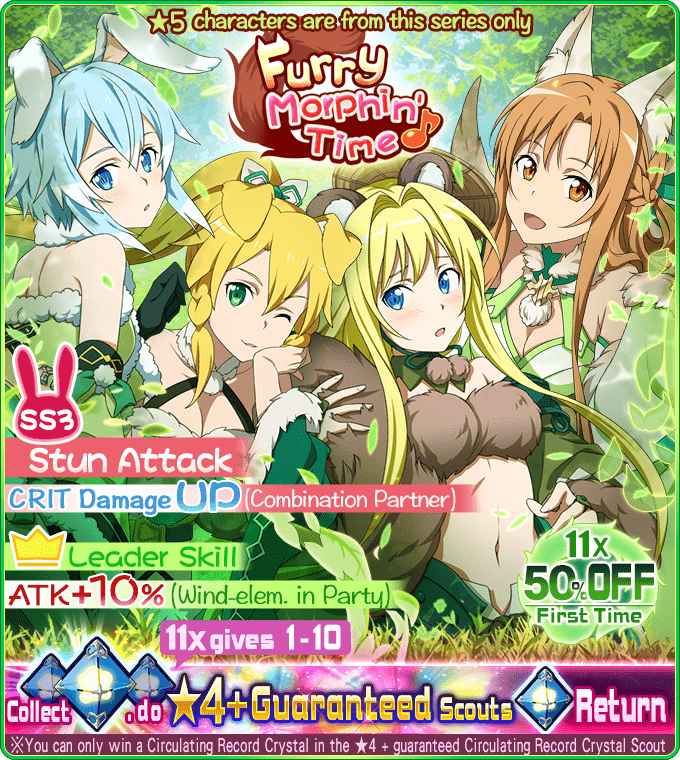 ★5 characters are from this series only
Furry
Morphin'
Time♪
SS3
Stun Attack
CRIT Damage UP (Combination Partner)
Leader Skill
ATK+10% (Wind-elem. in Party)
11x
50%OFF
First Time
11x gives 1-10
Collect .do ★4+Guaranteed Scouts Return
※You can only win a Circulating Record Crystal in the ★4 + guaranteed Circulating Record Crystal Scout